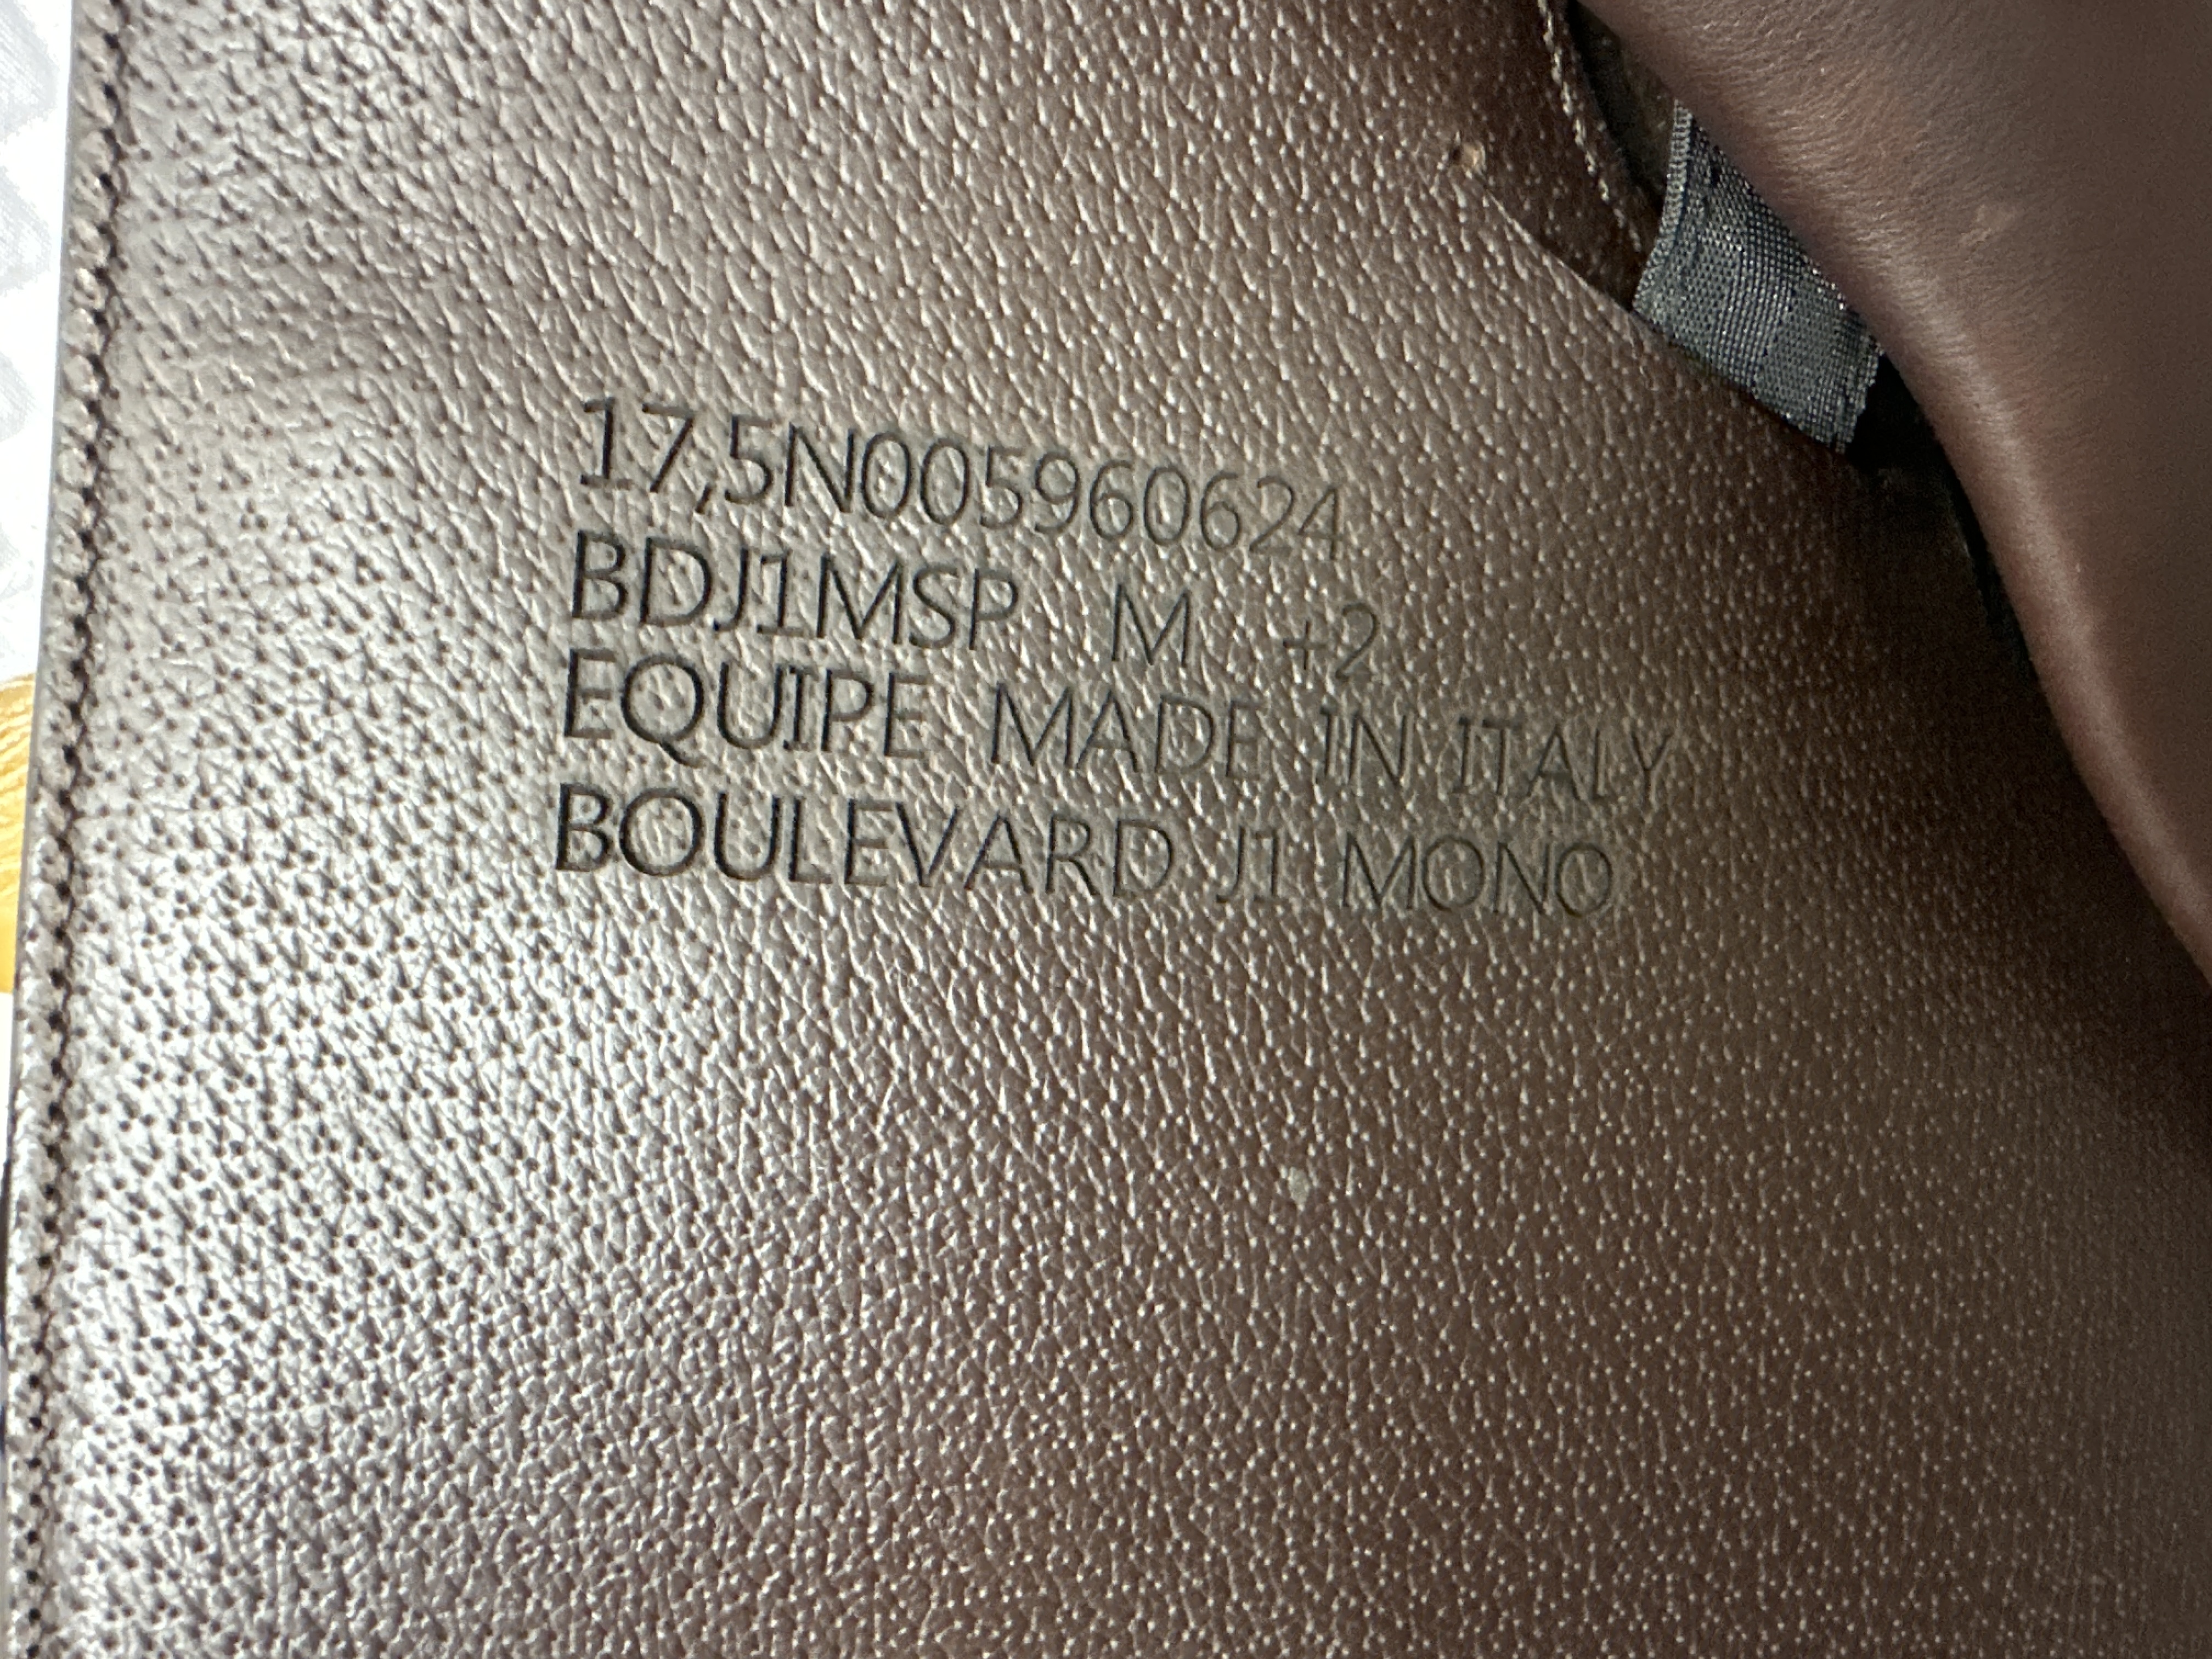 17,5N005960624
BDJ1MSP M +2
EQUIPE MADE IN ITALY
BOULEVARD J1 MONO